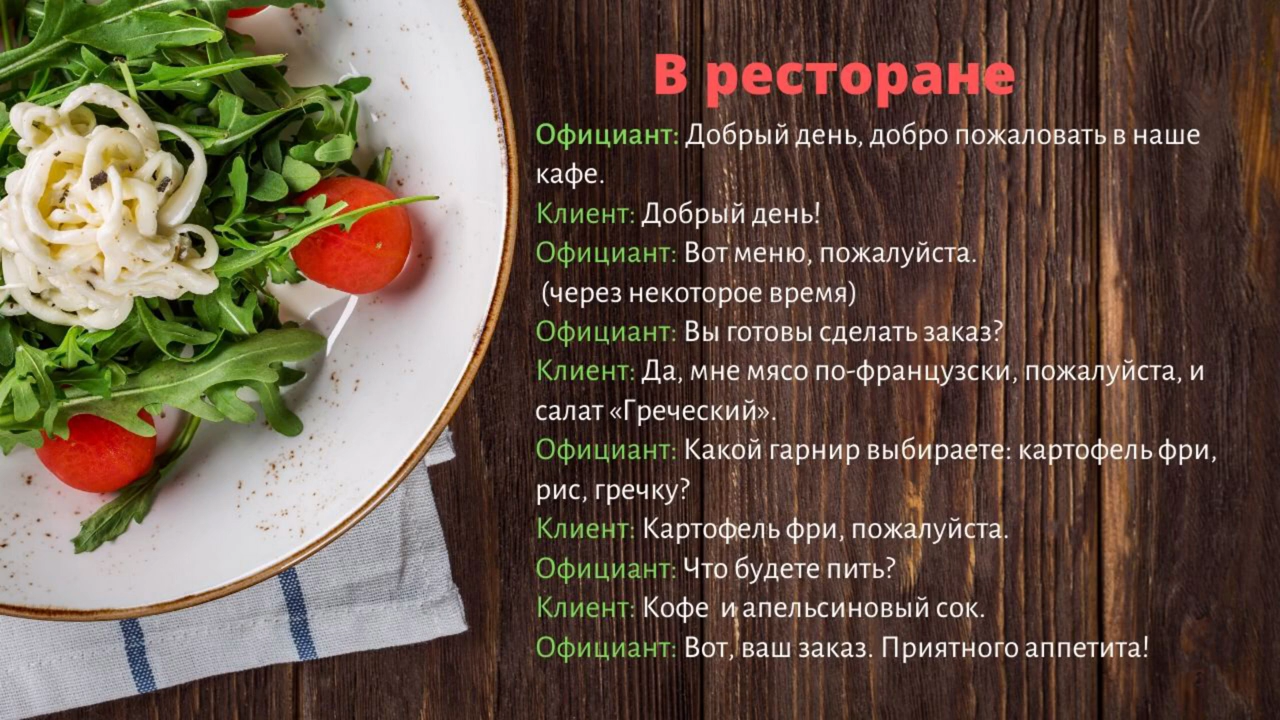 В ресторане
Официант: Добрый день, добро пожаловать в наше
кафе.
Клиент: Добрый день!
Официант: Вот меню, пожалуйста.
(через некоторое время)
Официант: Вы готовы сделать заказ?
Клиент: Да, мне мясо по-французски, пожалуйста, и
салат «Греческий».
Официант: Какой гарнир выбираете: картофель фри,
рис, гречку?
Клиент: Картофель фри, пожалуйста.
Официант: Что будете пить?
Клиент: Кофе и апельсиновый сок.
Официант: Вот, ваш заказ. Приятного аппетита!